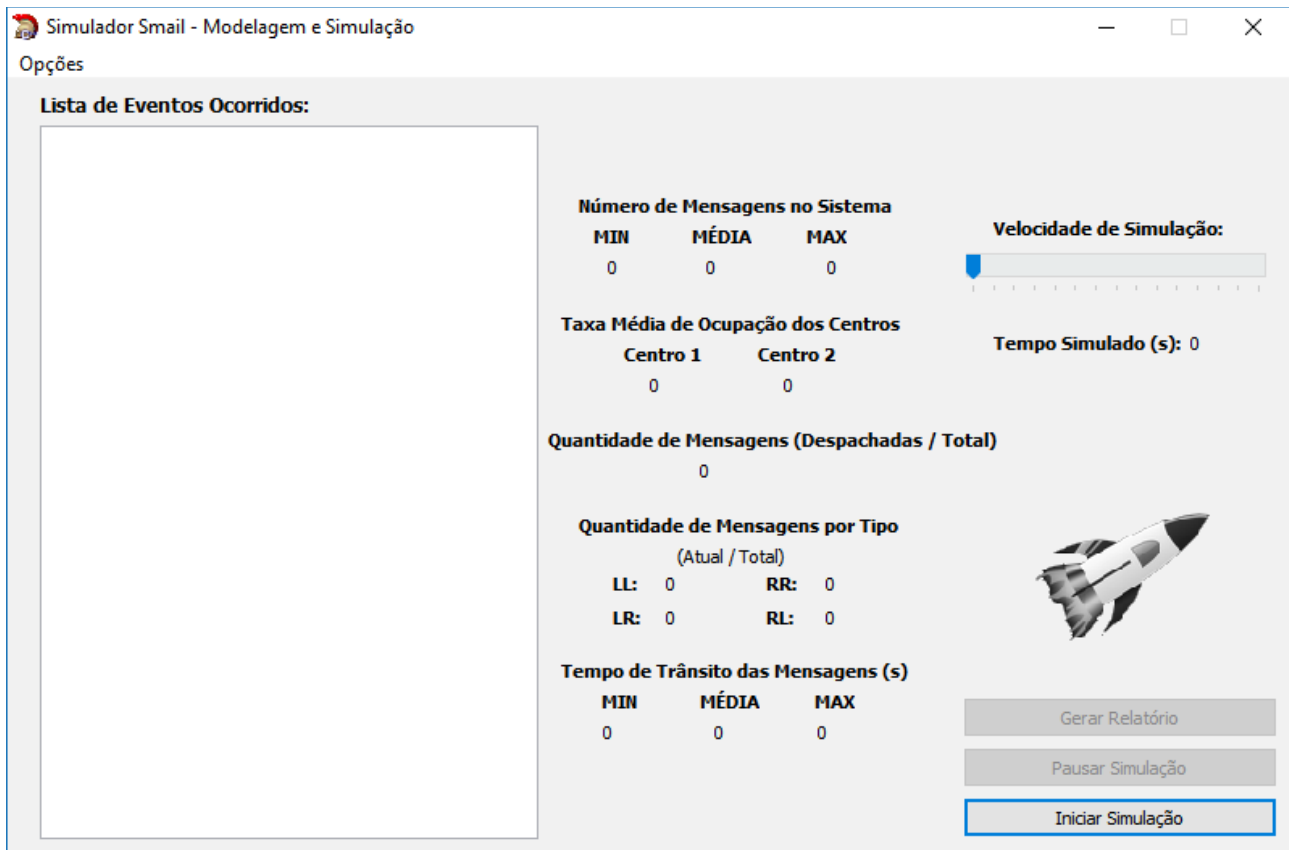 Simulador Smail - Modelagem e Simulação
Opções
Lista de Eventos Ocorridos:
Número de Mensagens no Sistema
MIN MÉDIA MAX
0 0 0
Taxa Média de Ocupação dos Centros
Centro 1 Centro 2
0 0
Quantidade de Mensagens (Despachadas / Total)
0
Quantidade de Mensagens por Tipo
(Atual / Total)
LL: 0 RR: 0
LR: 0 RL: 0
Tempo de Trânsito das Mensagens (s)
MIN MÉDIA MAX
0 0 0
Velocidade de Simulação:
Tempo Simulado (s): 0
Gerar Relatório
Pausar Simulação
Iniciar Simulação